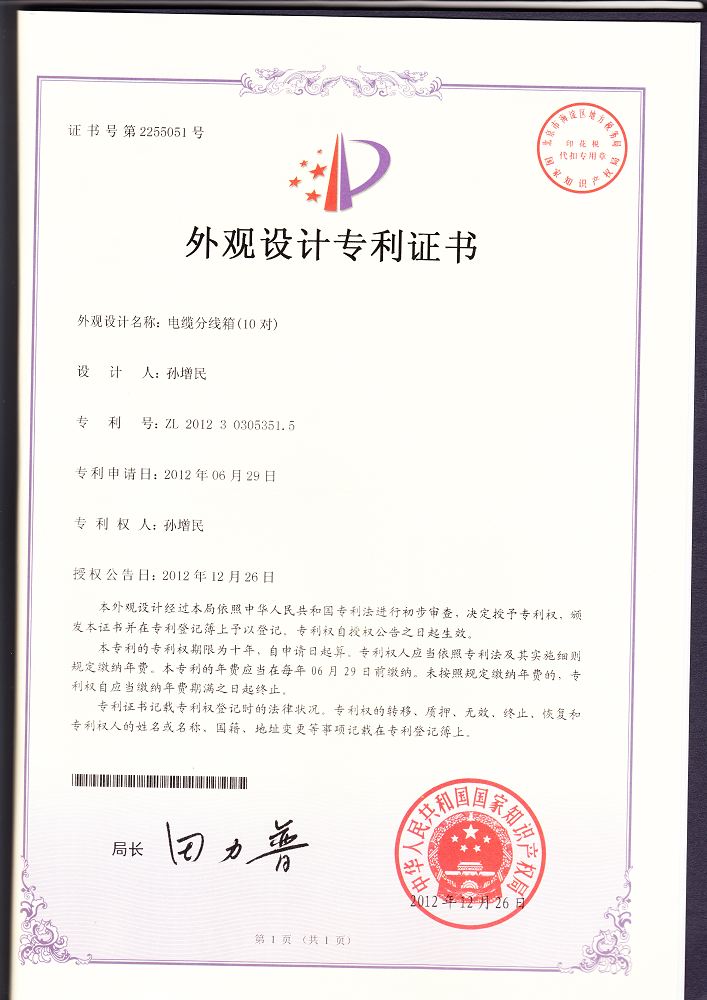 证书号第2255051号
北京市海淀区地方税务局
印花税
代扣专用章
国家知识产权局
外观设计专利证书
外观设计名称：电缆分线箱(10对)
设计人：孙增民
专利号：ZL 2012 3 0305351.5
专利申请日：2012年06月29日
专利权人：孙增民
授权公告日：2012年12月26日
本外观设计经过本局依照中华人民共和国专利法进行初步审查，决定授予专利权，颁
发本证书并在专利登记簿上予以登记。专利权自授权公告之日起生效。
本专利的专利权期限为十年，自申请日起算。专利权人应当依照专利法及其实施细则
规定缴纳年费。本专利的年费应当在每年06月29日前缴纳。未按照规定缴纳年费的，专
利权自应当缴纳年费期满之日起终止。
专利证书记载专利权登记时的法律状况。专利权的转移、质押、无效、终止、恢复和
专利权人的姓名或名称、国籍、地址变更等事项记载在专利登记簿上。
局长
田力普
中华人民共和国国家知识产权局
2012年12月26日
第1页（共1页）